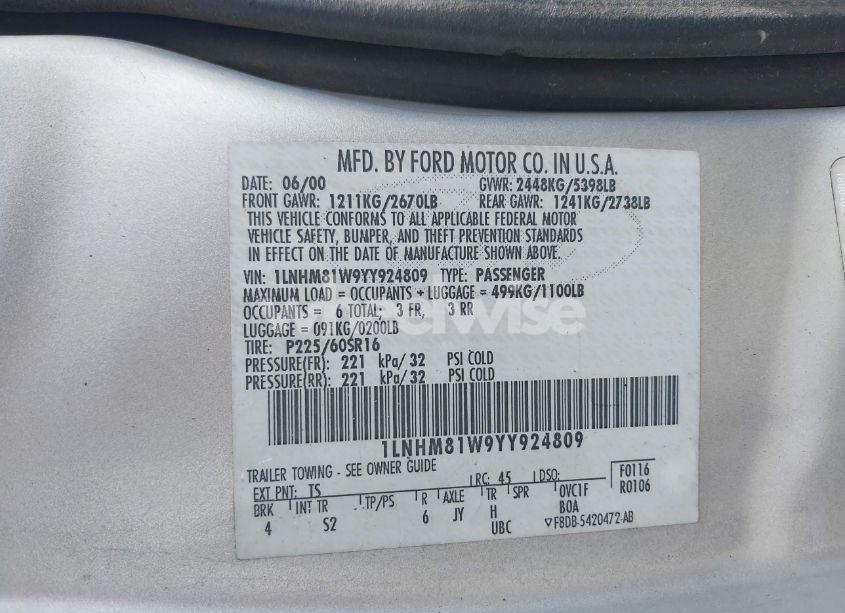 MFD. BY FORD MOTOR CO. IN U.S.A.
DATE: 06/00 GVWR: 2448KG/5398LB
FRONT GAWR: 1211KG/2670LB REAR GAWR: 1241KG/2738LB
THIS VEHICLE CONFORMS TO ALL APPLICABLE FEDERAL MOTOR
VEHICLE SAFETY, BUMPER, AND THEFT PREVENTION STANDARDS
IN EFFECT ON THE DATE OF MANUFACTURE SHOWN ABOVE.
VIN: 1LNHM81W9YY924809 TYPE: PASSENGER
MAXIMUM LOAD = OCCUPANTS + LUGGAGE = 499KG/1100LB
OCCUPANTS = 6 TOTAL; 3 FR, 3 RR
LUGGAGE = 091KG/0200LB
TIRE: P225/60SR16
PRESSURE(FR): 221 kPa/32 PSI COLD
PRESSURE(RR): 221 kPa/32 PSI COLD
1LNHM81W9YY924809
TRAILER TOWING - SEE OWNER GUIDE
EXT PNT: TS RC: 45 DSO: F0116
BRK INT TR TP/PS R AXLE TR SPR OVC1F R0106
4 S2 6 JY H BOA
UBC ▽F8DB-5420472-AB